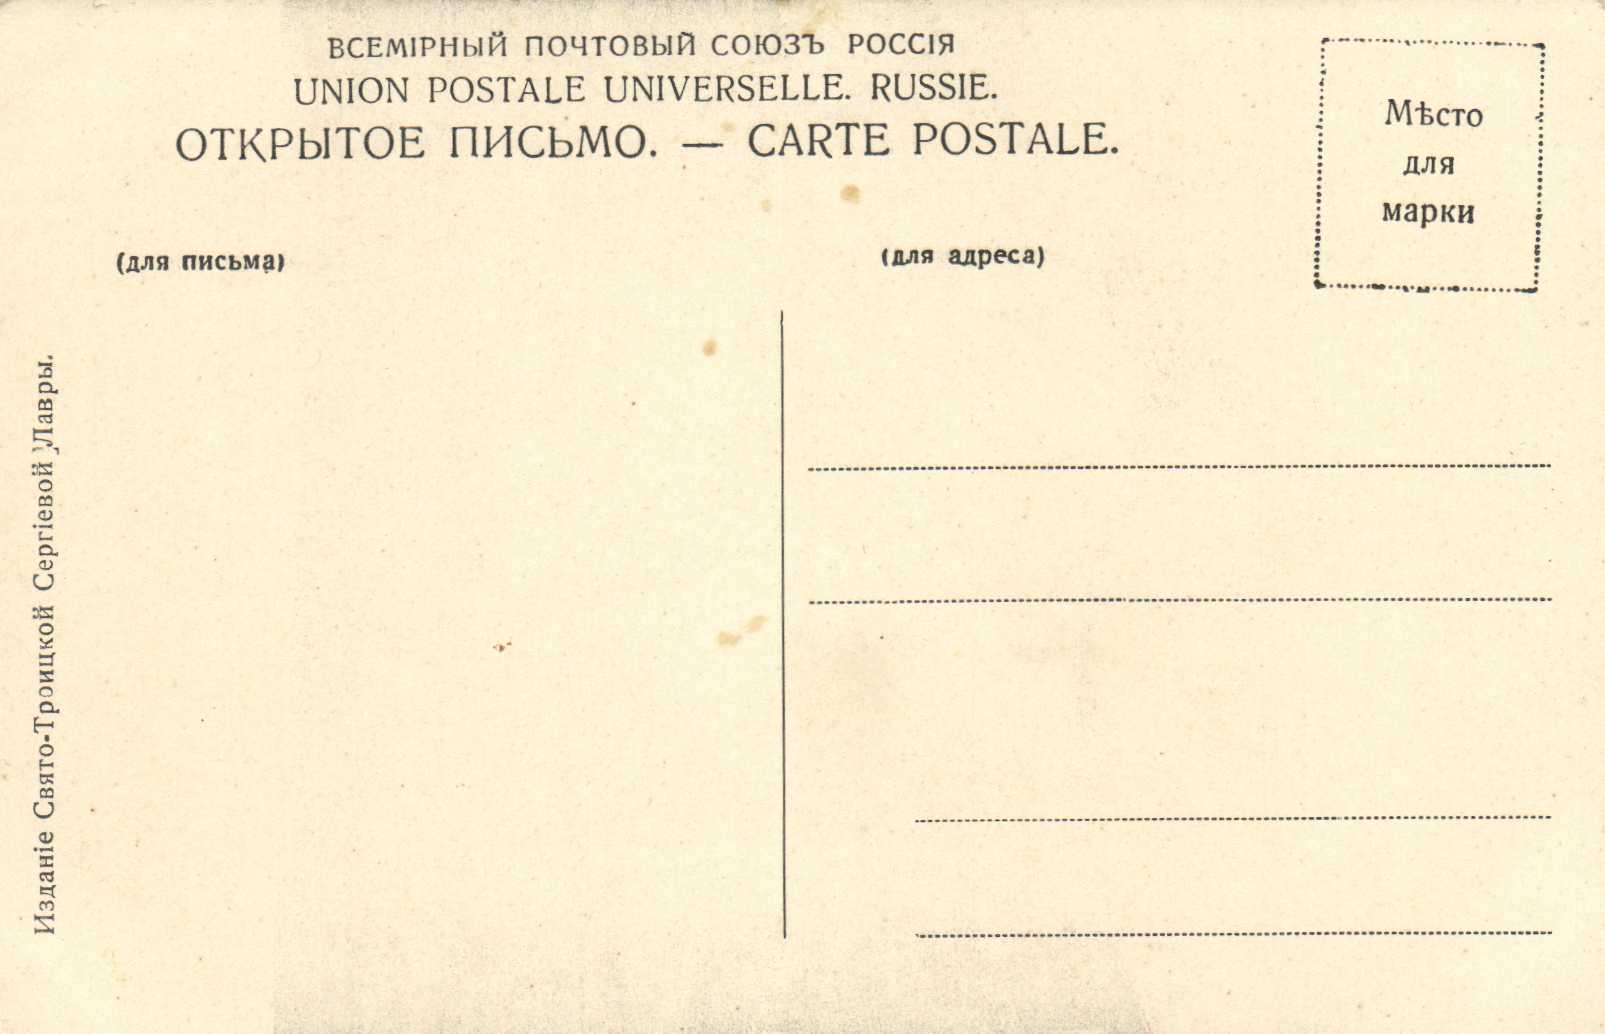 ВСЕМІРНЫЙ ПОЧТОВЫЙ СОЮЗЪ РОССІЯ
UNION POSTALE UNIVERSELLE. RUSSIE.
ОТКРЫТОЕ ПИСЬМО. — CARTE POSTALE.
Мѣсто
для
марки
(для письма)
(для адреса)
Изданіе Свято-Троицкой Сергіевой Лавры.